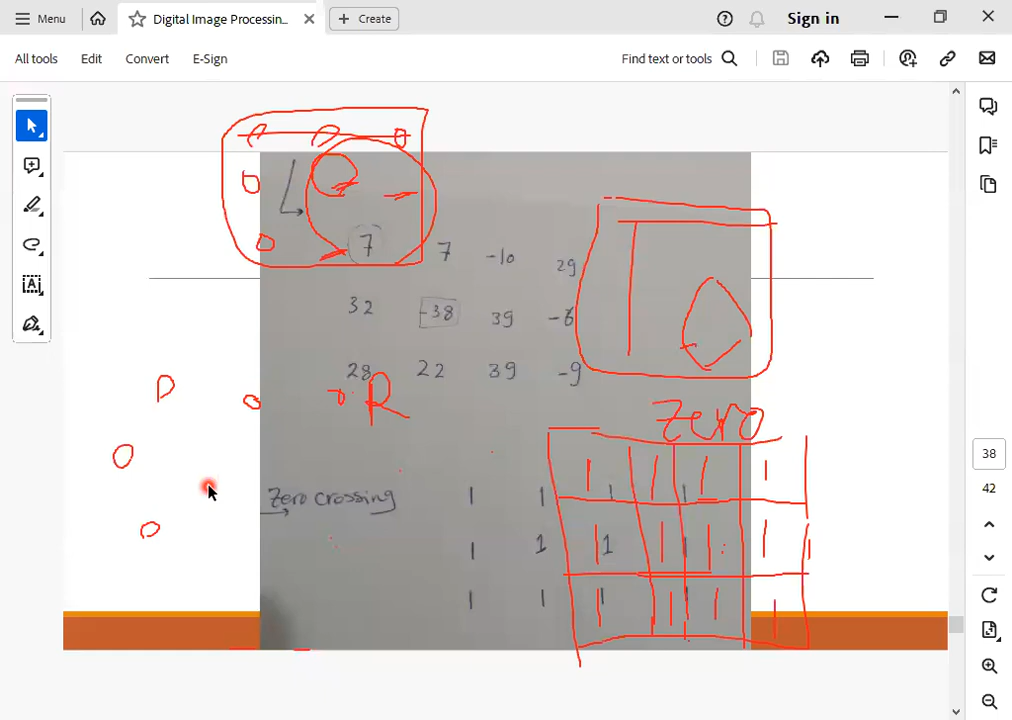 Menu
Digital Image Processin...
Create
Sign in
All tools
Edit
Convert
E-Sign
Find text or tools
7 7 -10 29
32 -38 39 -6
28 22 39 -9
R
zero
38
42
Zero crossing
1 1 1 1
1 1 1 1
1 1 1 1